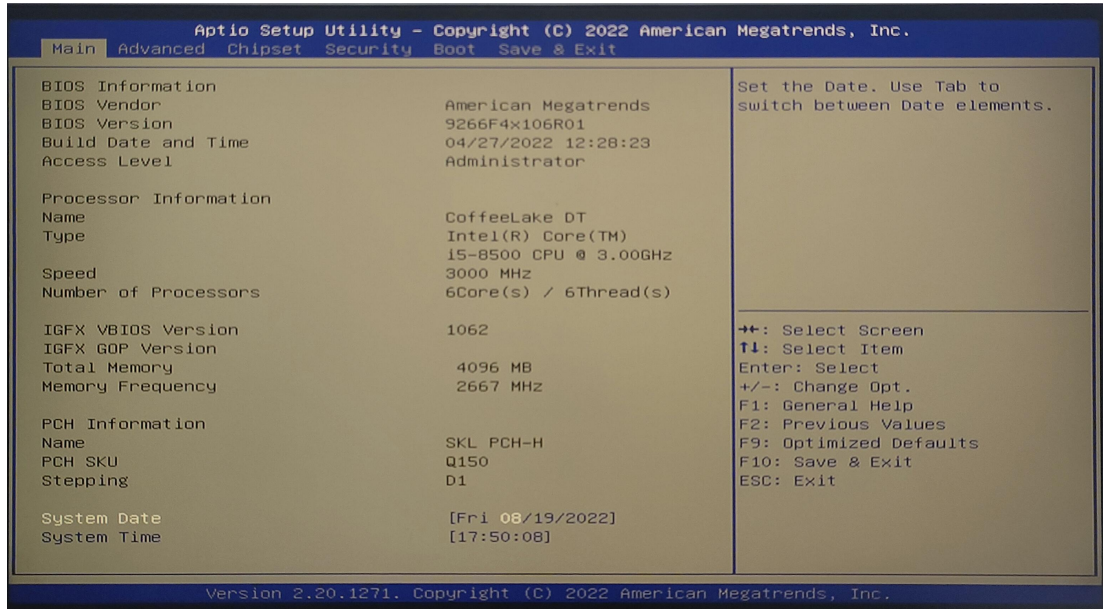 Aptio Setup Utility – Copyright (C) 2022 American Megatrends, Inc.
Main Advanced Chipset Security Boot Save & Exit
BIOS Information
BIOS Vendor American Megatrends
BIOS Version 9266F4x106R01
Build Date and Time 04/27/2022 12:28:23
Access Level Administrator
Processor Information
Name CoffeeLake DT
Type Intel(R) Core(TM)
i5-8500 CPU @ 3.00GHz
Speed 3000 MHz
Number of Processors 6Core(s) / 6Thread(s)
IGFX VBIOS Version 1062
IGFX GOP Version
Total Memory 4096 MB
Memory Frequency 2667 MHz
PCH Information
Name SKL PCH-H
PCH SKU Q150
Stepping D1
System Date [Fri 08/19/2022]
System Time [17:50:08]
Set the Date. Use Tab to
switch between Date elements.
→←: Select Screen
↑↓: Select Item
Enter: Select
+/-: Change Opt.
F1: General Help
F2: Previous Values
F9: Optimized Defaults
F10: Save & Exit
ESC: Exit
Version 2.20.1271. Copyright (C) 2022 American Megatrends, Inc.